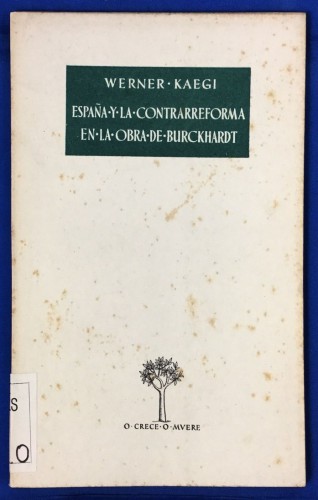 WERNER·KAEGI
ESPAÑA·Y·LA·CONTRARREFORMA
EN·LA·OBRA·DE·BURCKHARDT
O·CRECE·O·MVERE
S
O